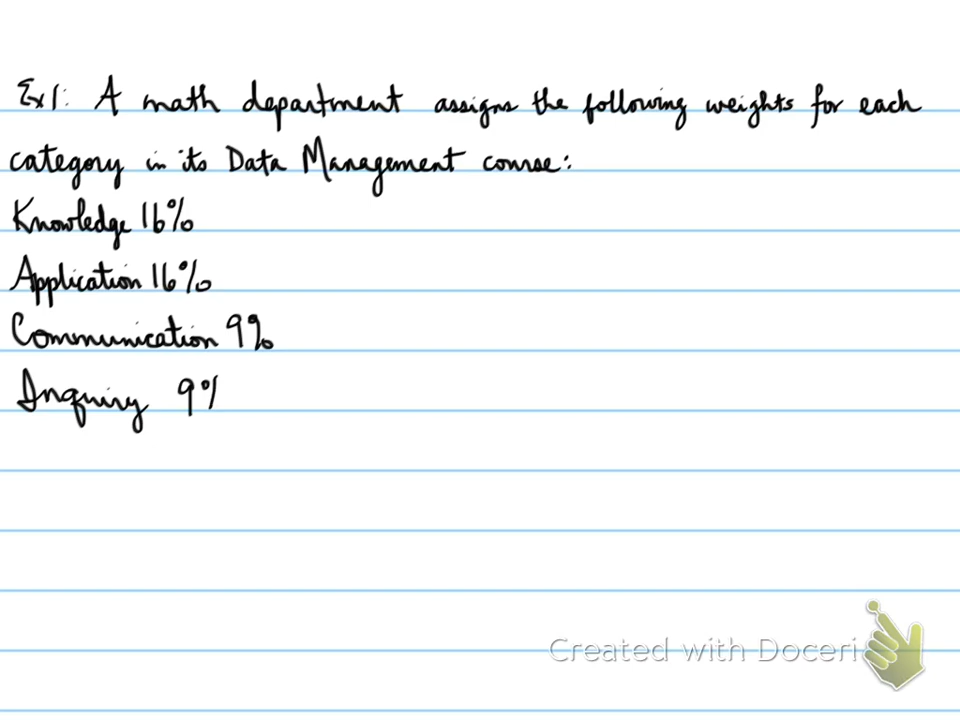 Ex1: A math department assigns the following weights for each
category in its Data Management course:
Knowledge 16%
Application 16%
Communication 9%
Inquiry 9%
Created with Doceri